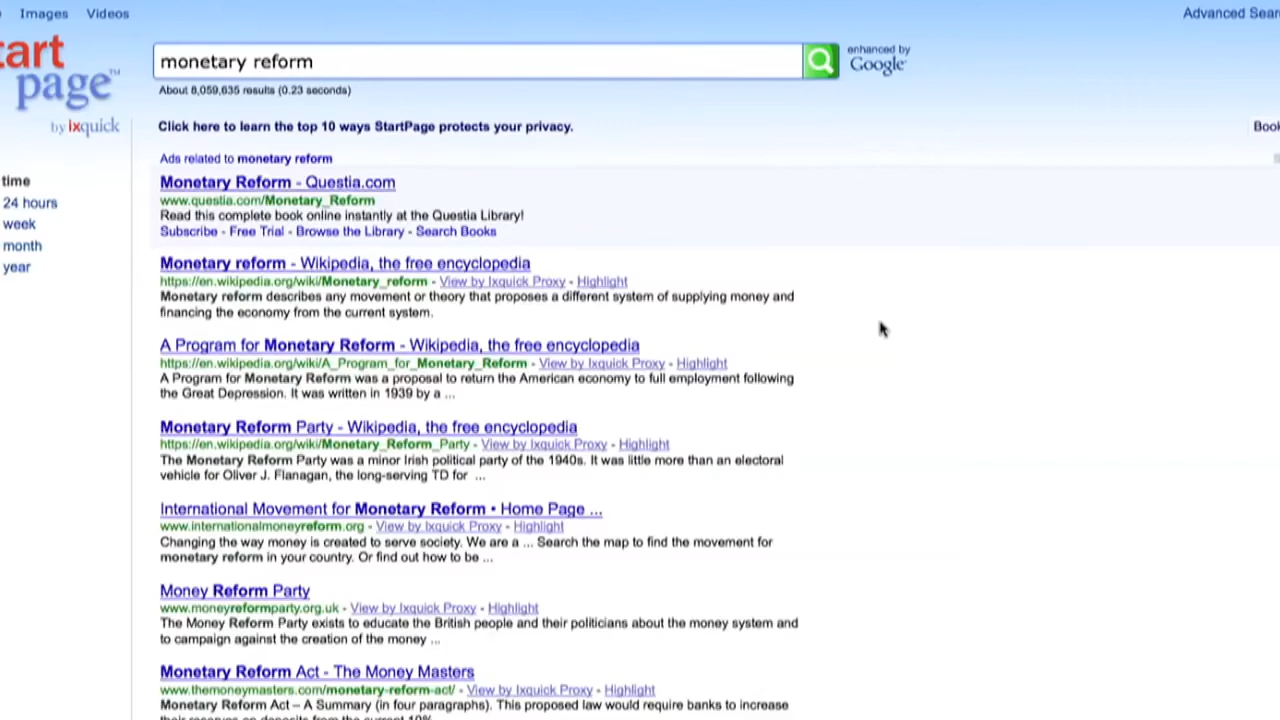 Images Videos
Advanced Sear
art
page™
by ixquick
monetary reform
enhanced by
Google
About 8,059,635 results (0.23 seconds)
Click here to learn the top 10 ways StartPage protects your privacy.
Book
Ads related to monetary reform
time
24 hours
week
month
year
Monetary Reform - Questia.com
www.questia.com/Monetary_Reform
Read this complete book online instantly at the Questia Library!
Subscribe - Free Trial - Browse the Library - Search Books
Monetary reform - Wikipedia, the free encyclopedia
https://en.wikipedia.org/wiki/Monetary_reform - View by Ixquick Proxy - Highlight
Monetary reform describes any movement or theory that proposes a different system of supplying money and
financing the economy from the current system.
A Program for Monetary Reform - Wikipedia, the free encyclopedia
https://en.wikipedia.org/wiki/A_Program_for_Monetary_Reform - View by Ixquick Proxy - Highlight
A Program for Monetary Reform was a proposal to return the American economy to full employment following
the Great Depression. It was written in 1939 by a ...
Monetary Reform Party - Wikipedia, the free encyclopedia
https://en.wikipedia.org/wiki/Monetary_Reform_Party - View by Ixquick Proxy - Highlight
The Monetary Reform Party was a minor Irish political party of the 1940s. It was little more than an electoral
vehicle for Oliver J. Flanagan, the long-serving TD for ...
International Movement for Monetary Reform • Home Page ...
www.internationalmoneyreform.org - View by Ixquick Proxy - Highlight
Changing the way money is created to serve society. We are a ... Search the map to find the movement for
monetary reform in your country. Or find out how to be ...
Money Reform Party
www.moneyreformparty.org.uk - View by Ixquick Proxy - Highlight
The Money Reform Party exists to educate the British people and their politicians about the money system and
to campaign against the creation of the money ...
Monetary Reform Act - The Money Masters
www.themoneymasters.com/monetary-reform-act/ - View by Ixquick Proxy - Highlight
Monetary Reform Act – A Summary (in four paragraphs). This proposed law would require banks to increase
their reserves on deposits from the current 10%